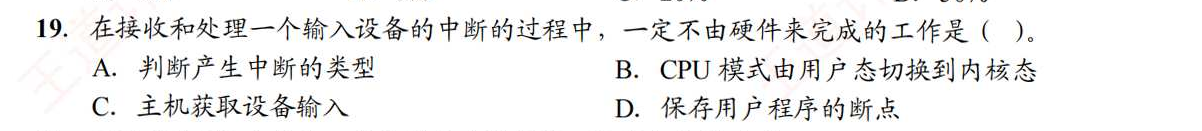 19. 在接收和处理一个输入设备的中断的过程中，一定不由硬件来完成的工作是（ ）。
A. 判断产生中断的类型 B. CPU 模式由用户态切换到内核态
C. 主机获取设备输入 D. 保存用户程序的断点